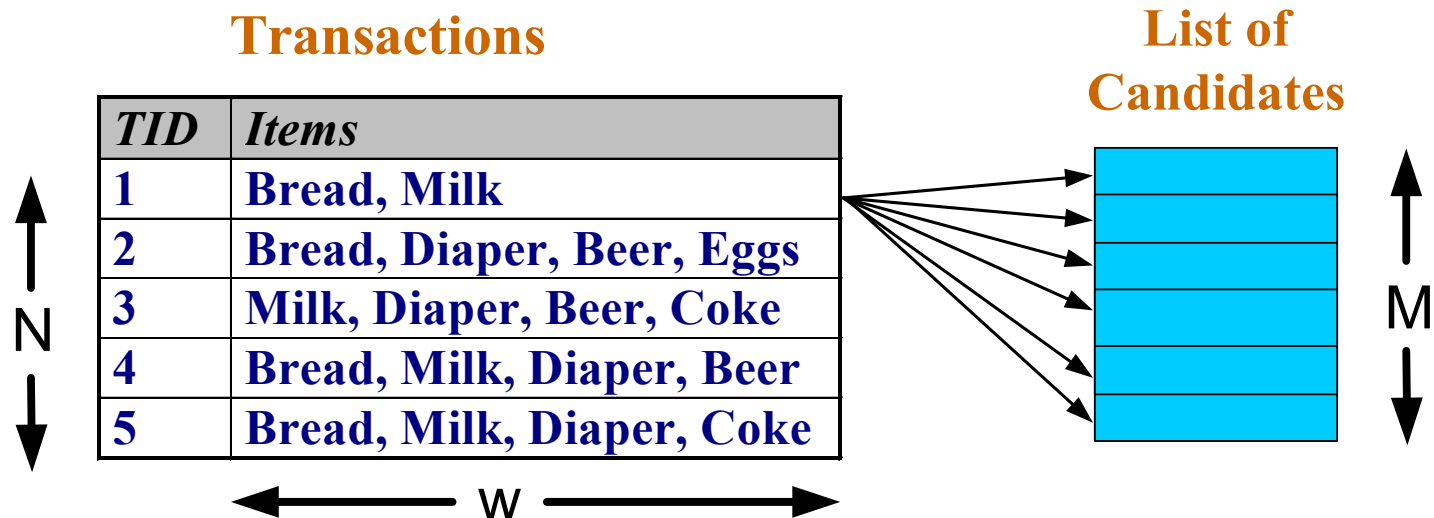 Transactions
List of
Candidates
TID Items
1 Bread, Milk
2 Bread, Diaper, Beer, Eggs
3 Milk, Diaper, Beer, Coke
4 Bread, Milk, Diaper, Beer
5 Bread, Milk, Diaper, Coke
N
M
w